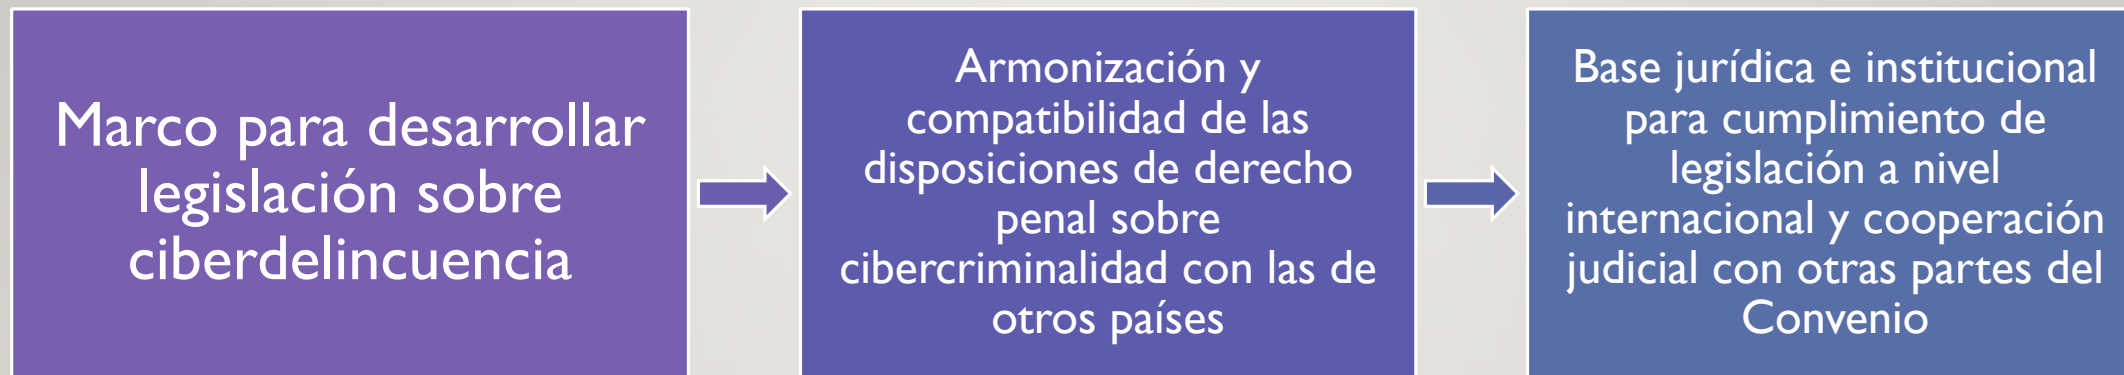 Marco para desarrollar
legislación sobre
ciberdelincuencia
Armonización y
compatibilidad de las
disposiciones de derecho
penal sobre
cibercriminalidad con las de
otros países
Base jurídica e institucional
para cumplimiento de
legislación a nivel
internacional y cooperación
judicial con otras partes del
Convenio